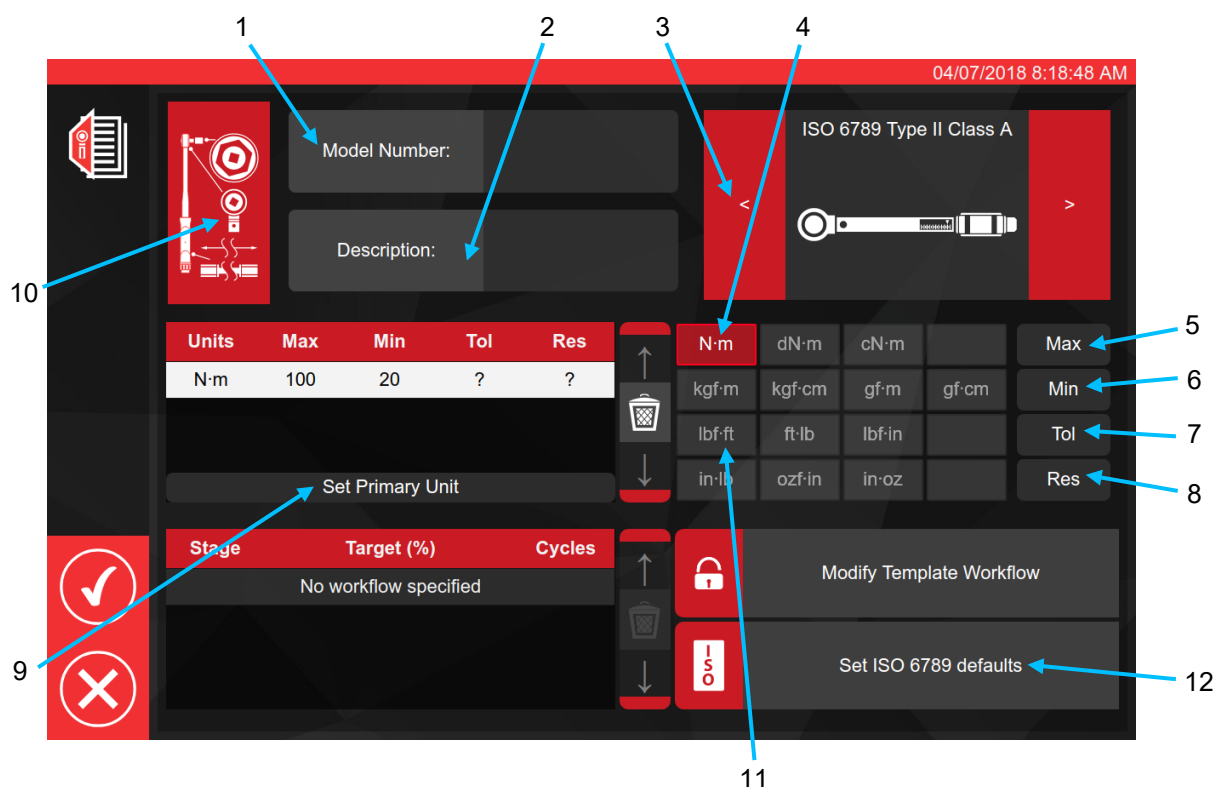 1 2 3 4
04/07/2018 8:18:48 AM
Model Number:
ISO 6789 Type II Class A
< >
Description:
10
Units Max Min Tol Res
N·m 100 20 ? ?
Set Primary Unit
N·m dN·m cN·m Max 5
kgf·m kgf·cm gf·m gf·cm Min 6
lbf·ft ft·lb lbf·in Tol 7
in·lb ozf·in in·oz Res 8
Stage Target (%) Cycles
No workflow specified
Modify Template Workflow
ISO
Set ISO 6789 defaults
9
12
11